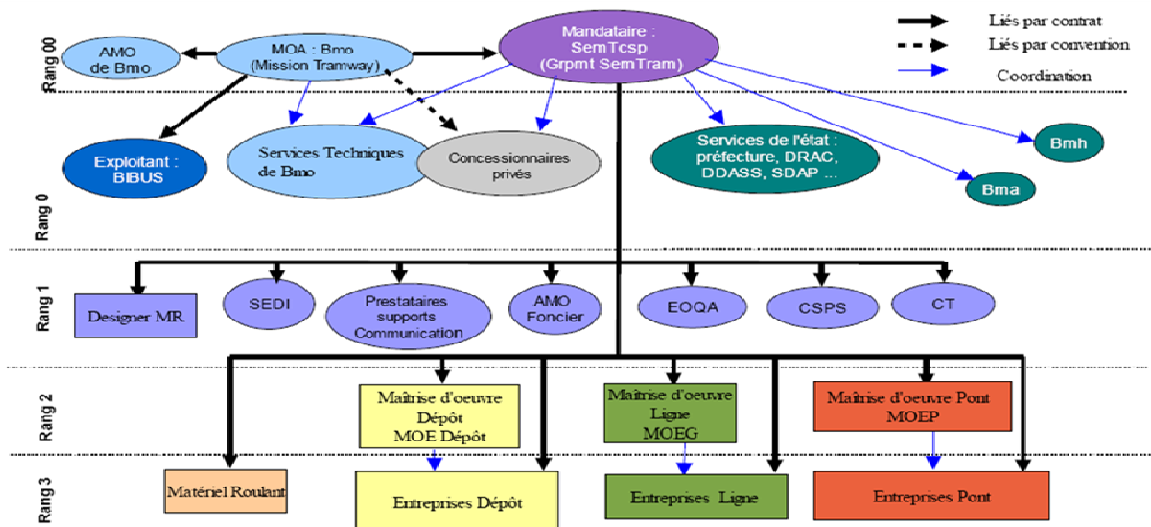 Rang 00
AMO
de Bmo
MOA : Bmo
(Mission Tramway)
Mandataire :
SemTcsp
(Grpmt SemTram)
Liés par contrat
Liés par convention
Coordination
Rang 0
Exploitant :
BIBUS
Services Techniques
de Bmo
Concessionnaires
privés
Services de l'état :
préfecture, DRAC,
DDASS, SDAP ...
Bmh
Bma
Rang 1
Designer MR
SEDI
Prestataires
supports
Communication
AMO
Foncier
EOQA
CSPS
CT
Rang 2
Maîtrise d'oeuvre
Dépôt
MOE Dépôt
Maîtrise d'oeuvre
Ligne
MOEG
Maîtrise d'oeuvre Pont
MOEP
Rang3
Matériel Roulant
Entreprises Dépôt
Entreprises Ligne
Entreprises Pont